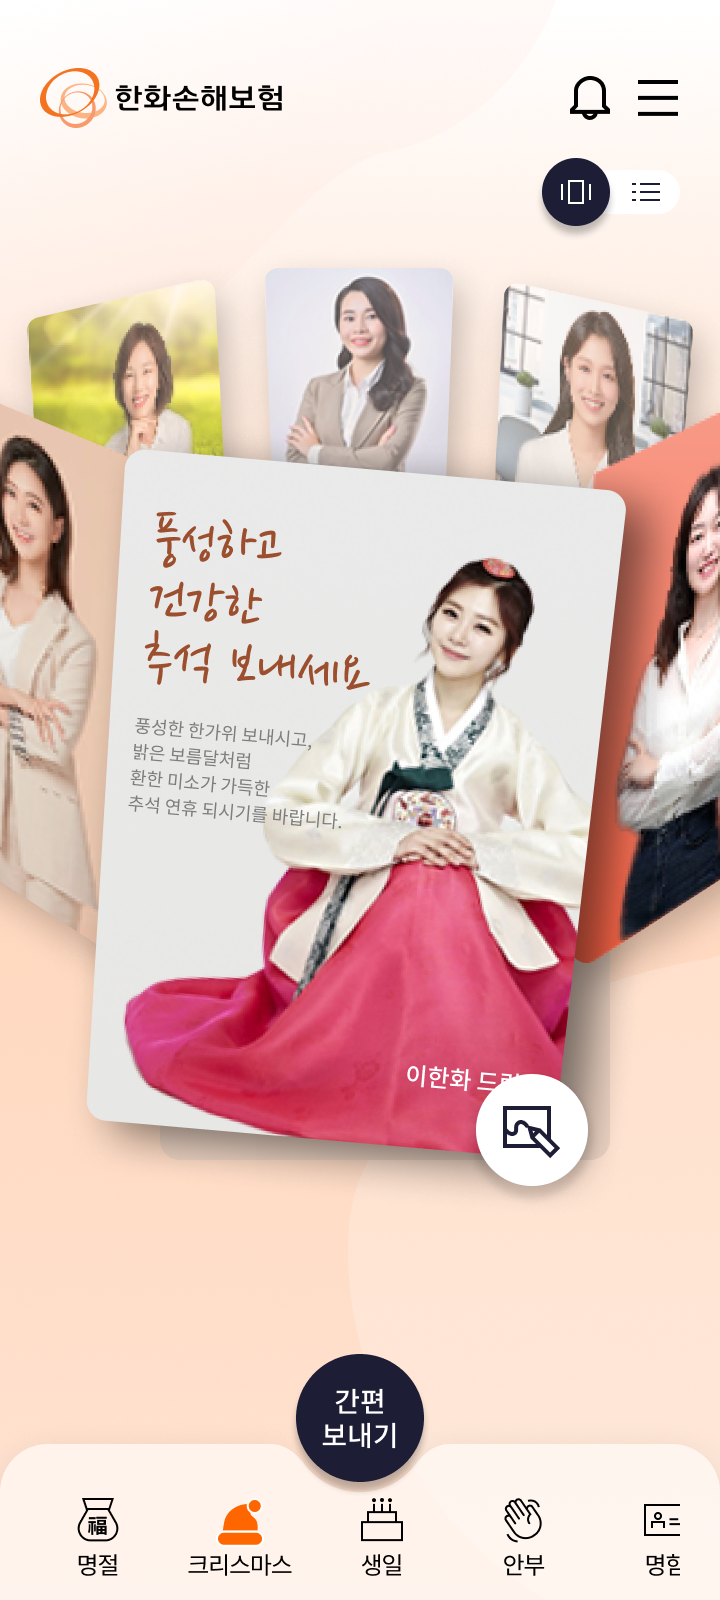 한화손해보험
풍성하고
건강한
추석 보내세요
풍성한 한가위 보내시고,
밝은 보름달처럼
환한 미소가 가득한
추석 연휴 되시기를 바랍니다.
이한화
간편
보내기
福
명절
크리스마스
생일
안부